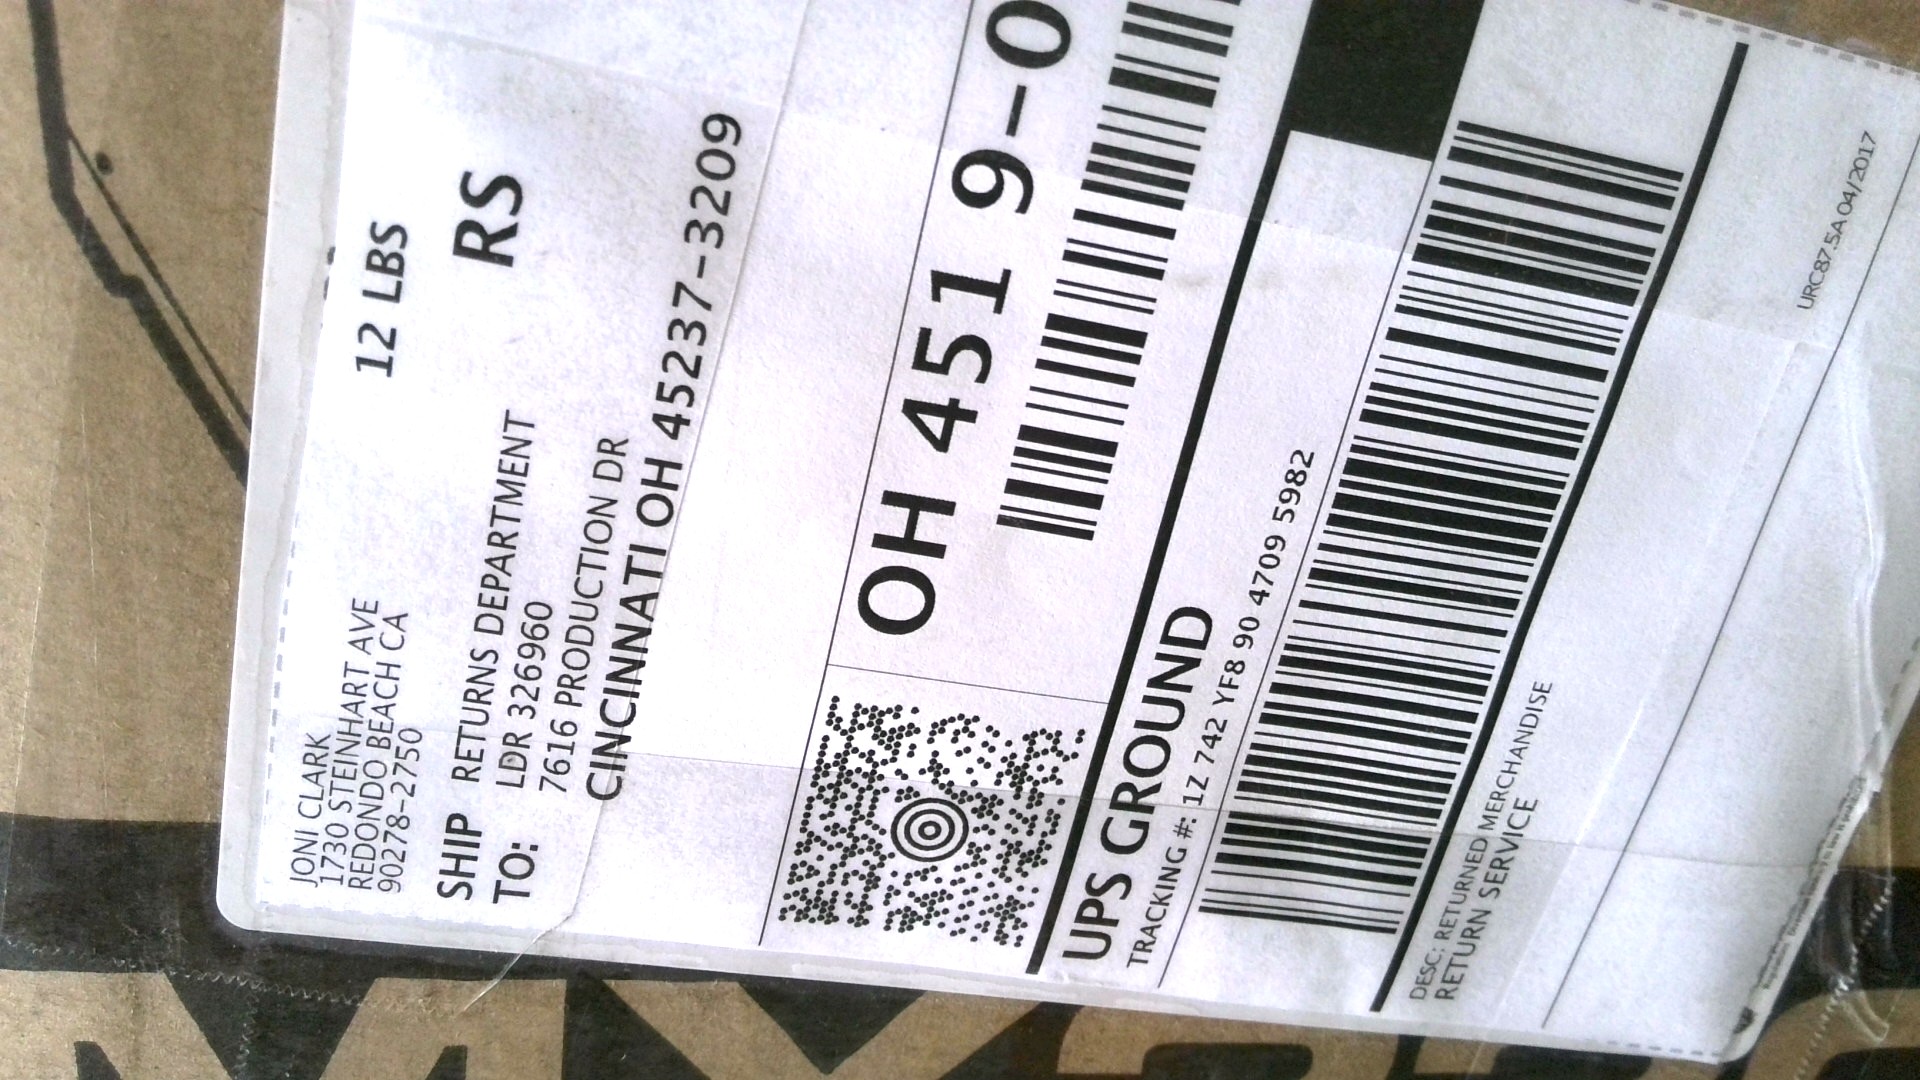 JONI CLARK
1730 STEINHART AVE
REDONDO BEACH CA
90278-2750
12 LBS
RS
SHIP TO:
RETURNS DEPARTMENT
LDR 326960
7616 PRODUCTION DR
CINCINNATI OH 45237-3209
OH 451 9-0
UPS GROUND
TRACKING #: 1Z 742 YF8 90 4709 5982
DESC: RETURNED MERCHANDISE
RETURN SERVICE
URC87.5A 04/2017